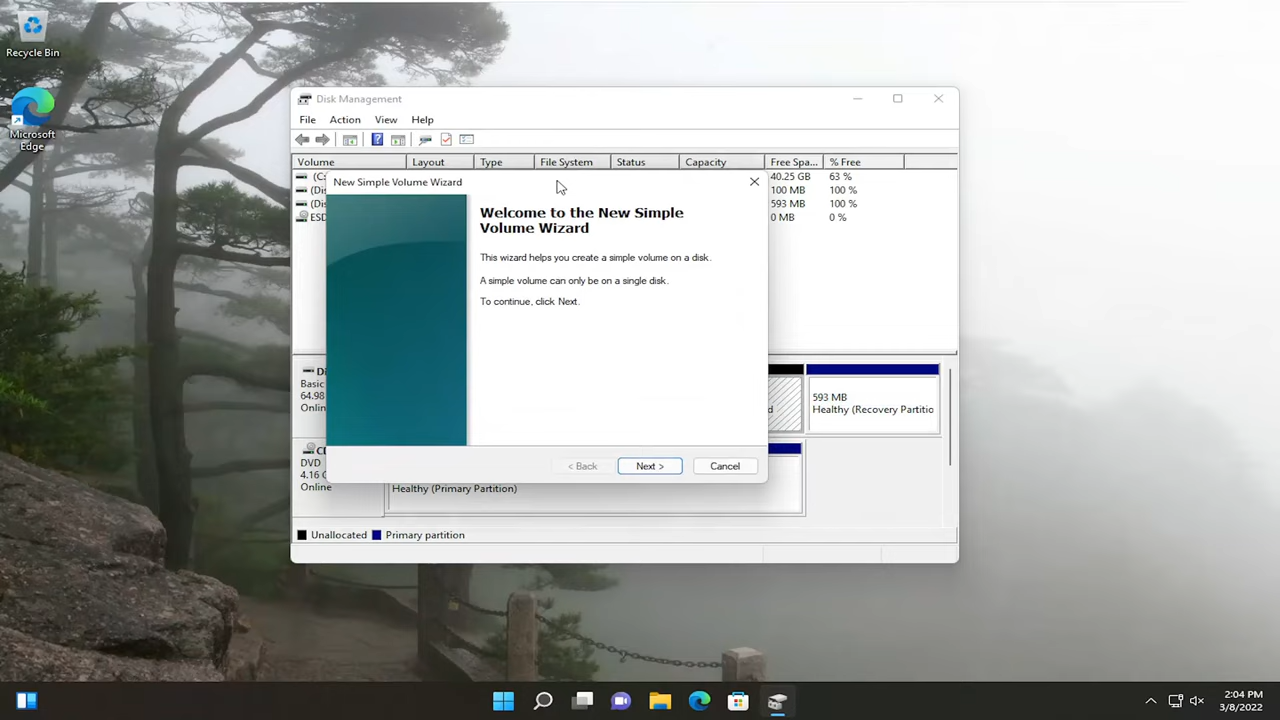 Recycle Bin
Microsoft
Edge
Disk Management
File Action View Help
Volume Layout Type File System Status Capacity Free Spa... % Free
(C: 40.25 GB 63 %
(Dis 100 MB 100 %
(Dis 593 MB 100 %
ESD 0 MB 0 %
New Simple Volume Wizard
Welcome to the New Simple
Volume Wizard
This wizard helps you create a simple volume on a disk.
A simple volume can only be on a single disk.
To continue, click Next.
< Back Next > Cancel
Basic
64.98
Online
593 MB
Healthy (Recovery Partitio
DVD
4.16 G
Online
Healthy (Primary Partition)
Unallocated Primary partition
2:04 PM
3/8/2022